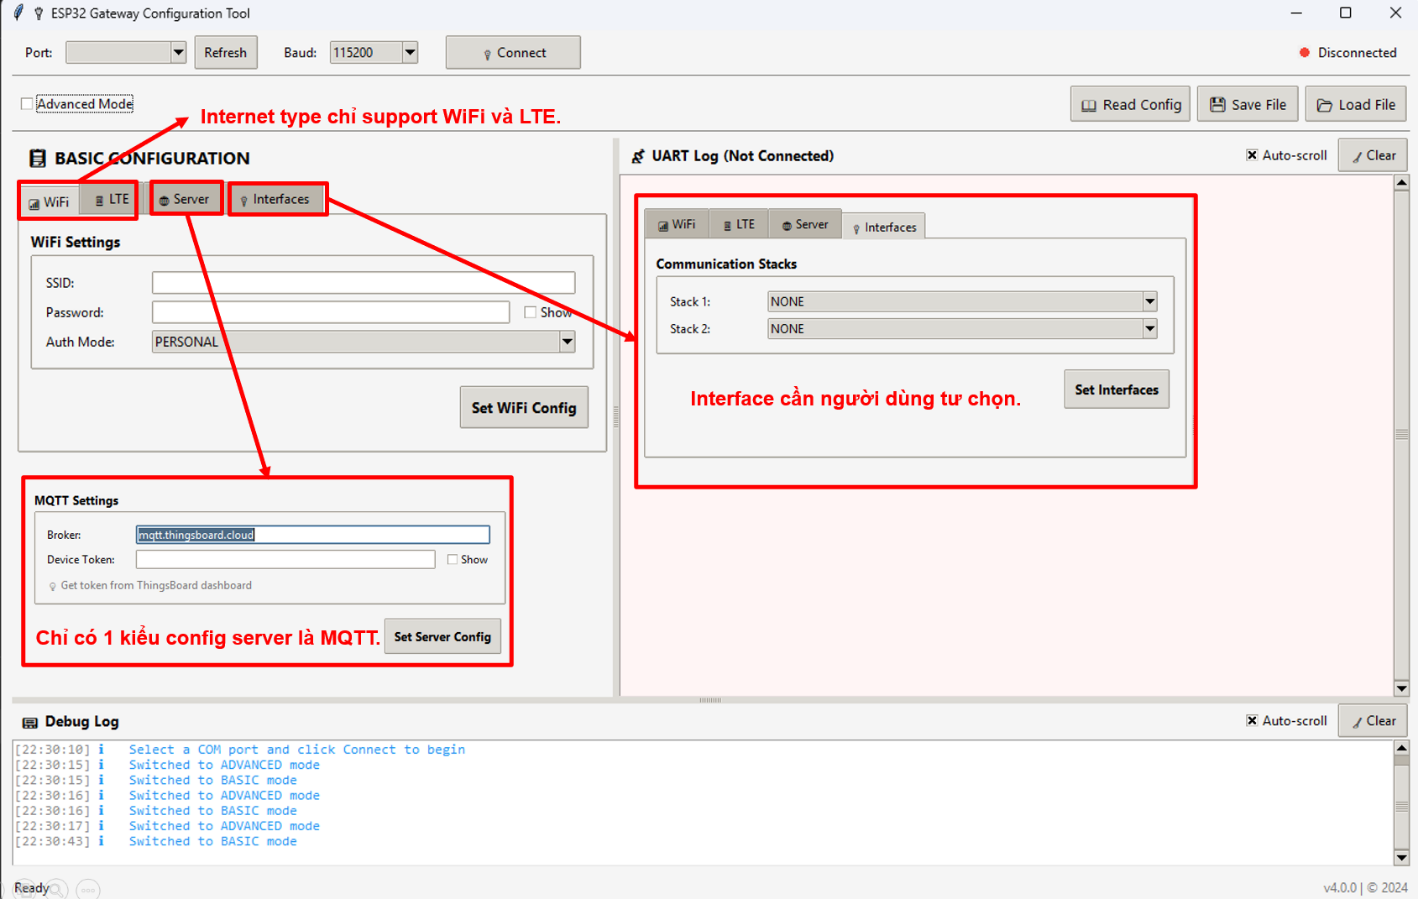 ESP32 Gateway Configuration Tool
Port: Refresh Baud: 115200 Connect Disconnected
Advanced Mode
Internet type chỉ support WiFi và LTE.
Read Config Save File Load File
BASIC CONFIGURATION
WiFi LTE Server Interfaces
WiFi Settings
SSID:
Password: Show
Auth Mode: PERSONAL
Set WiFi Config
MQTT Settings
Broker: mqtt.thingsboard.cloud
Device Token: Show
Get token from ThingsBoard dashboard
Chỉ có 1 kiểu config server là MQTT. Set Server Config
UART Log (Not Connected) Auto-scroll Clear
WiFi LTE Server Interfaces
Communication Stacks
Stack 1: NONE
Stack 2: NONE
Interface cần người dùng tư chọn. Set Interfaces
Debug Log Auto-scroll Clear
[22:30:10] i Select a COM port and click Connect to begin
[22:30:15] i Switched to ADVANCED mode
[22:30:15] i Switched to BASIC mode
[22:30:16] i Switched to ADVANCED mode
[22:30:16] i Switched to BASIC mode
[22:30:17] i Switched to ADVANCED mode
[22:30:43] i Switched to BASIC mode
Ready v4.0.0 | © 2024